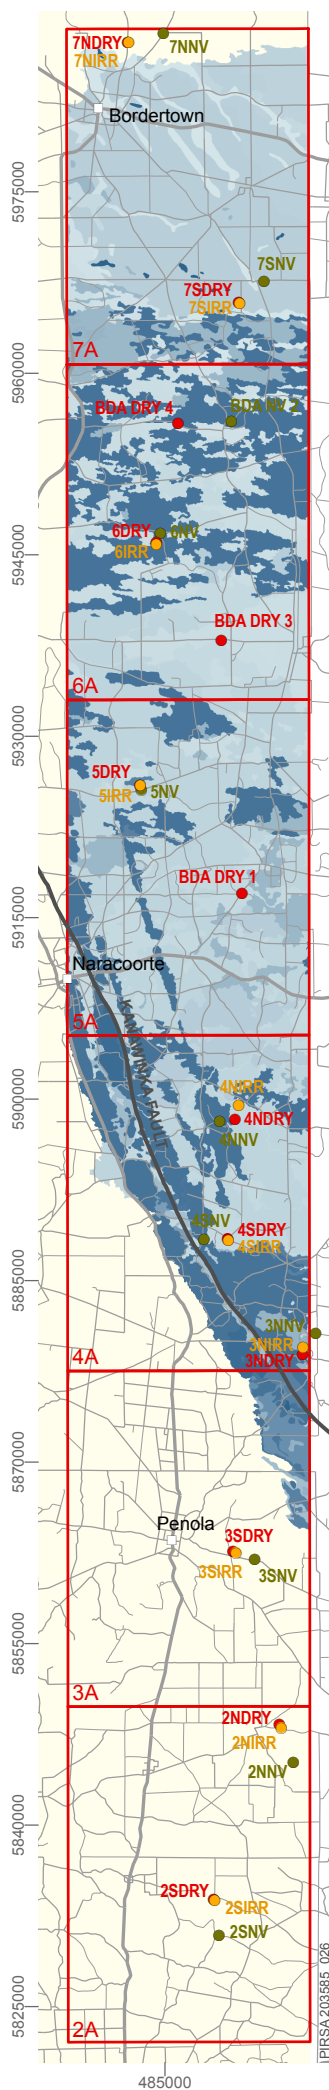 7NDRY
7NNV
7NIRR
Bordertown
5975000
7SNV
7SDRY
7SIRR
7A
5960000
BDA DRY 4
BDA NV 2
6DRY
6NV
6IRR
5945000
BDA DRY 3
6A
5930000
5DRY
5IRR
5NV
BDA DRY 1
5915000
Naracoorte
5A
KANAWINKA FAULT
5900000
4NIRR
4NDRY
4NNV
4SNV
4SDRY
4SIRR
5885000
3NNV
3NIRR
3NDRY
4A
5870000
Penola
3SDRY
3SIRR
3SNV
5855000
3A
2NDRY
2NIRR
2NNV
5840000
2SDRY
2SIRR
2SNV
5825000
2A
PIRSA 203585_026
485000